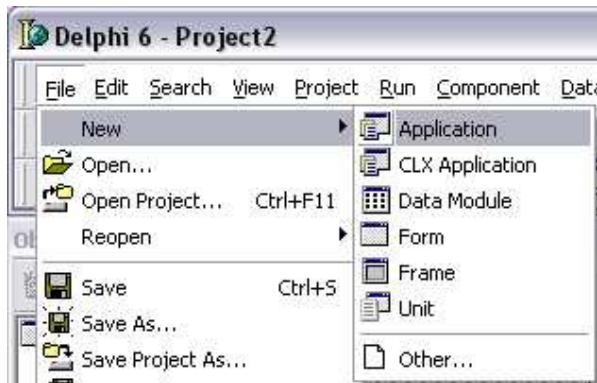 Delphi 6 - Project2
File Edit Search View Project Run Component
New
Open...
Open Project... Ctrl+F11
Reopen
Save Ctrl+S
Save As...
Save Project As...
Application
CLX Application
Data Module
Form
Frame
Unit
Other...